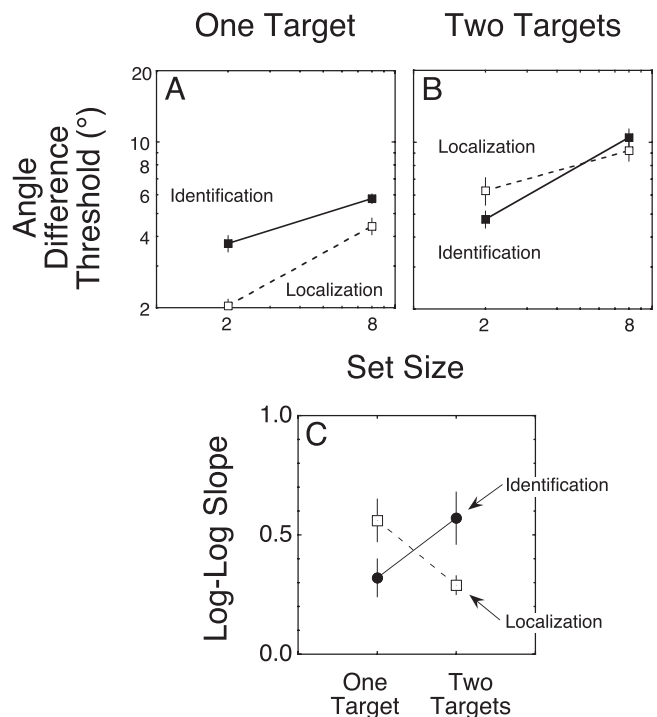 One Target
Two Targets
Angle
Difference
Threshold (°)
A
20
10
8
6
4
2
Identification
Localization
2
8
B
Localization
Identification
2
8
Set Size
C
Log-Log Slope
1.0
0.5
0.0
Identification
Localization
One
Target
Two
Targets